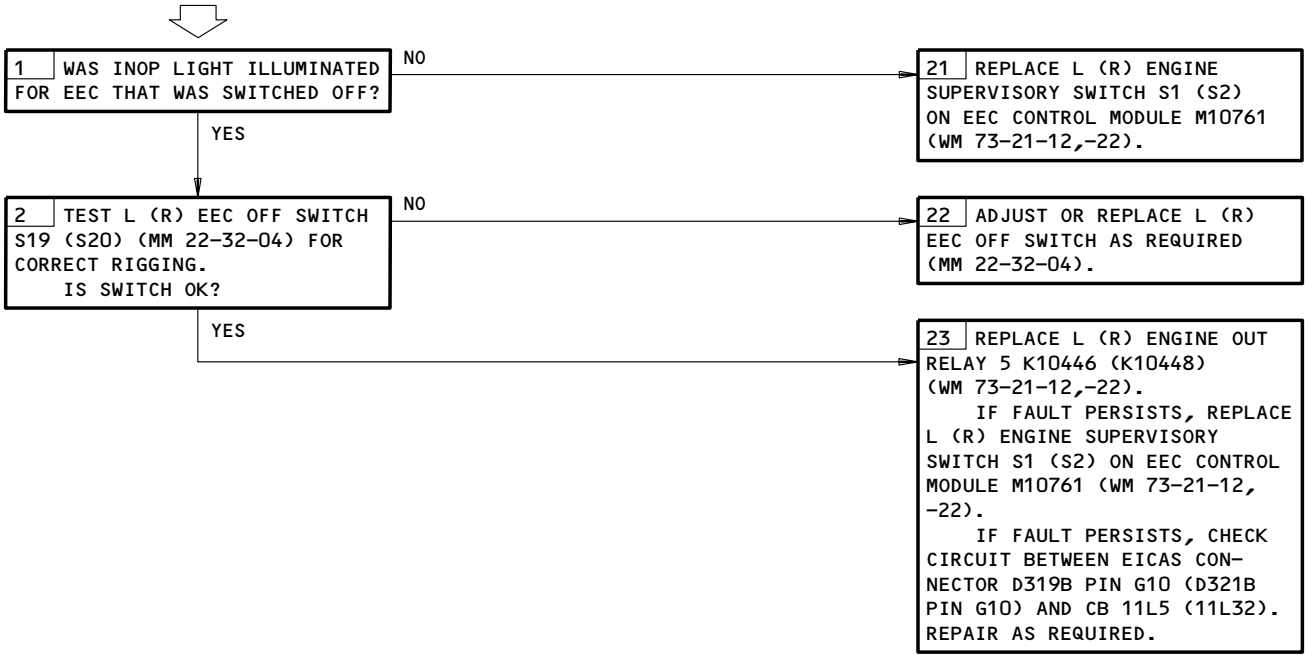 1 WAS INOP LIGHT ILLUMINATED
FOR EEC THAT WAS SWITCHED OFF?
NO
YES
21 REPLACE L (R) ENGINE
SUPERVISORY SWITCH S1 (S2)
ON EEC CONTROL MODULE M10761
(WM 73-21-12,-22).
2 TEST L (R) EEC OFF SWITCH
S19 (S20) (MM 22-32-04) FOR
CORRECT RIGGING.
IS SWITCH OK?
NO
YES
22 ADJUST OR REPLACE L (R)
EEC OFF SWITCH AS REQUIRED
(MM 22-32-04).
23 REPLACE L (R) ENGINE OUT
RELAY 5 K10446 (K10448)
(WM 73-21-12,-22).
IF FAULT PERSISTS, REPLACE
L (R) ENGINE SUPERVISORY
SWITCH S1 (S2) ON EEC CONTROL
MODULE M10761 (WM 73-21-12,
-22).
IF FAULT PERSISTS, CHECK
CIRCUIT BETWEEN EICAS CON-
NECTOR D319B PIN G10 (D321B
PIN G10) AND CB 11L5 (11L32).
REPAIR AS REQUIRED.